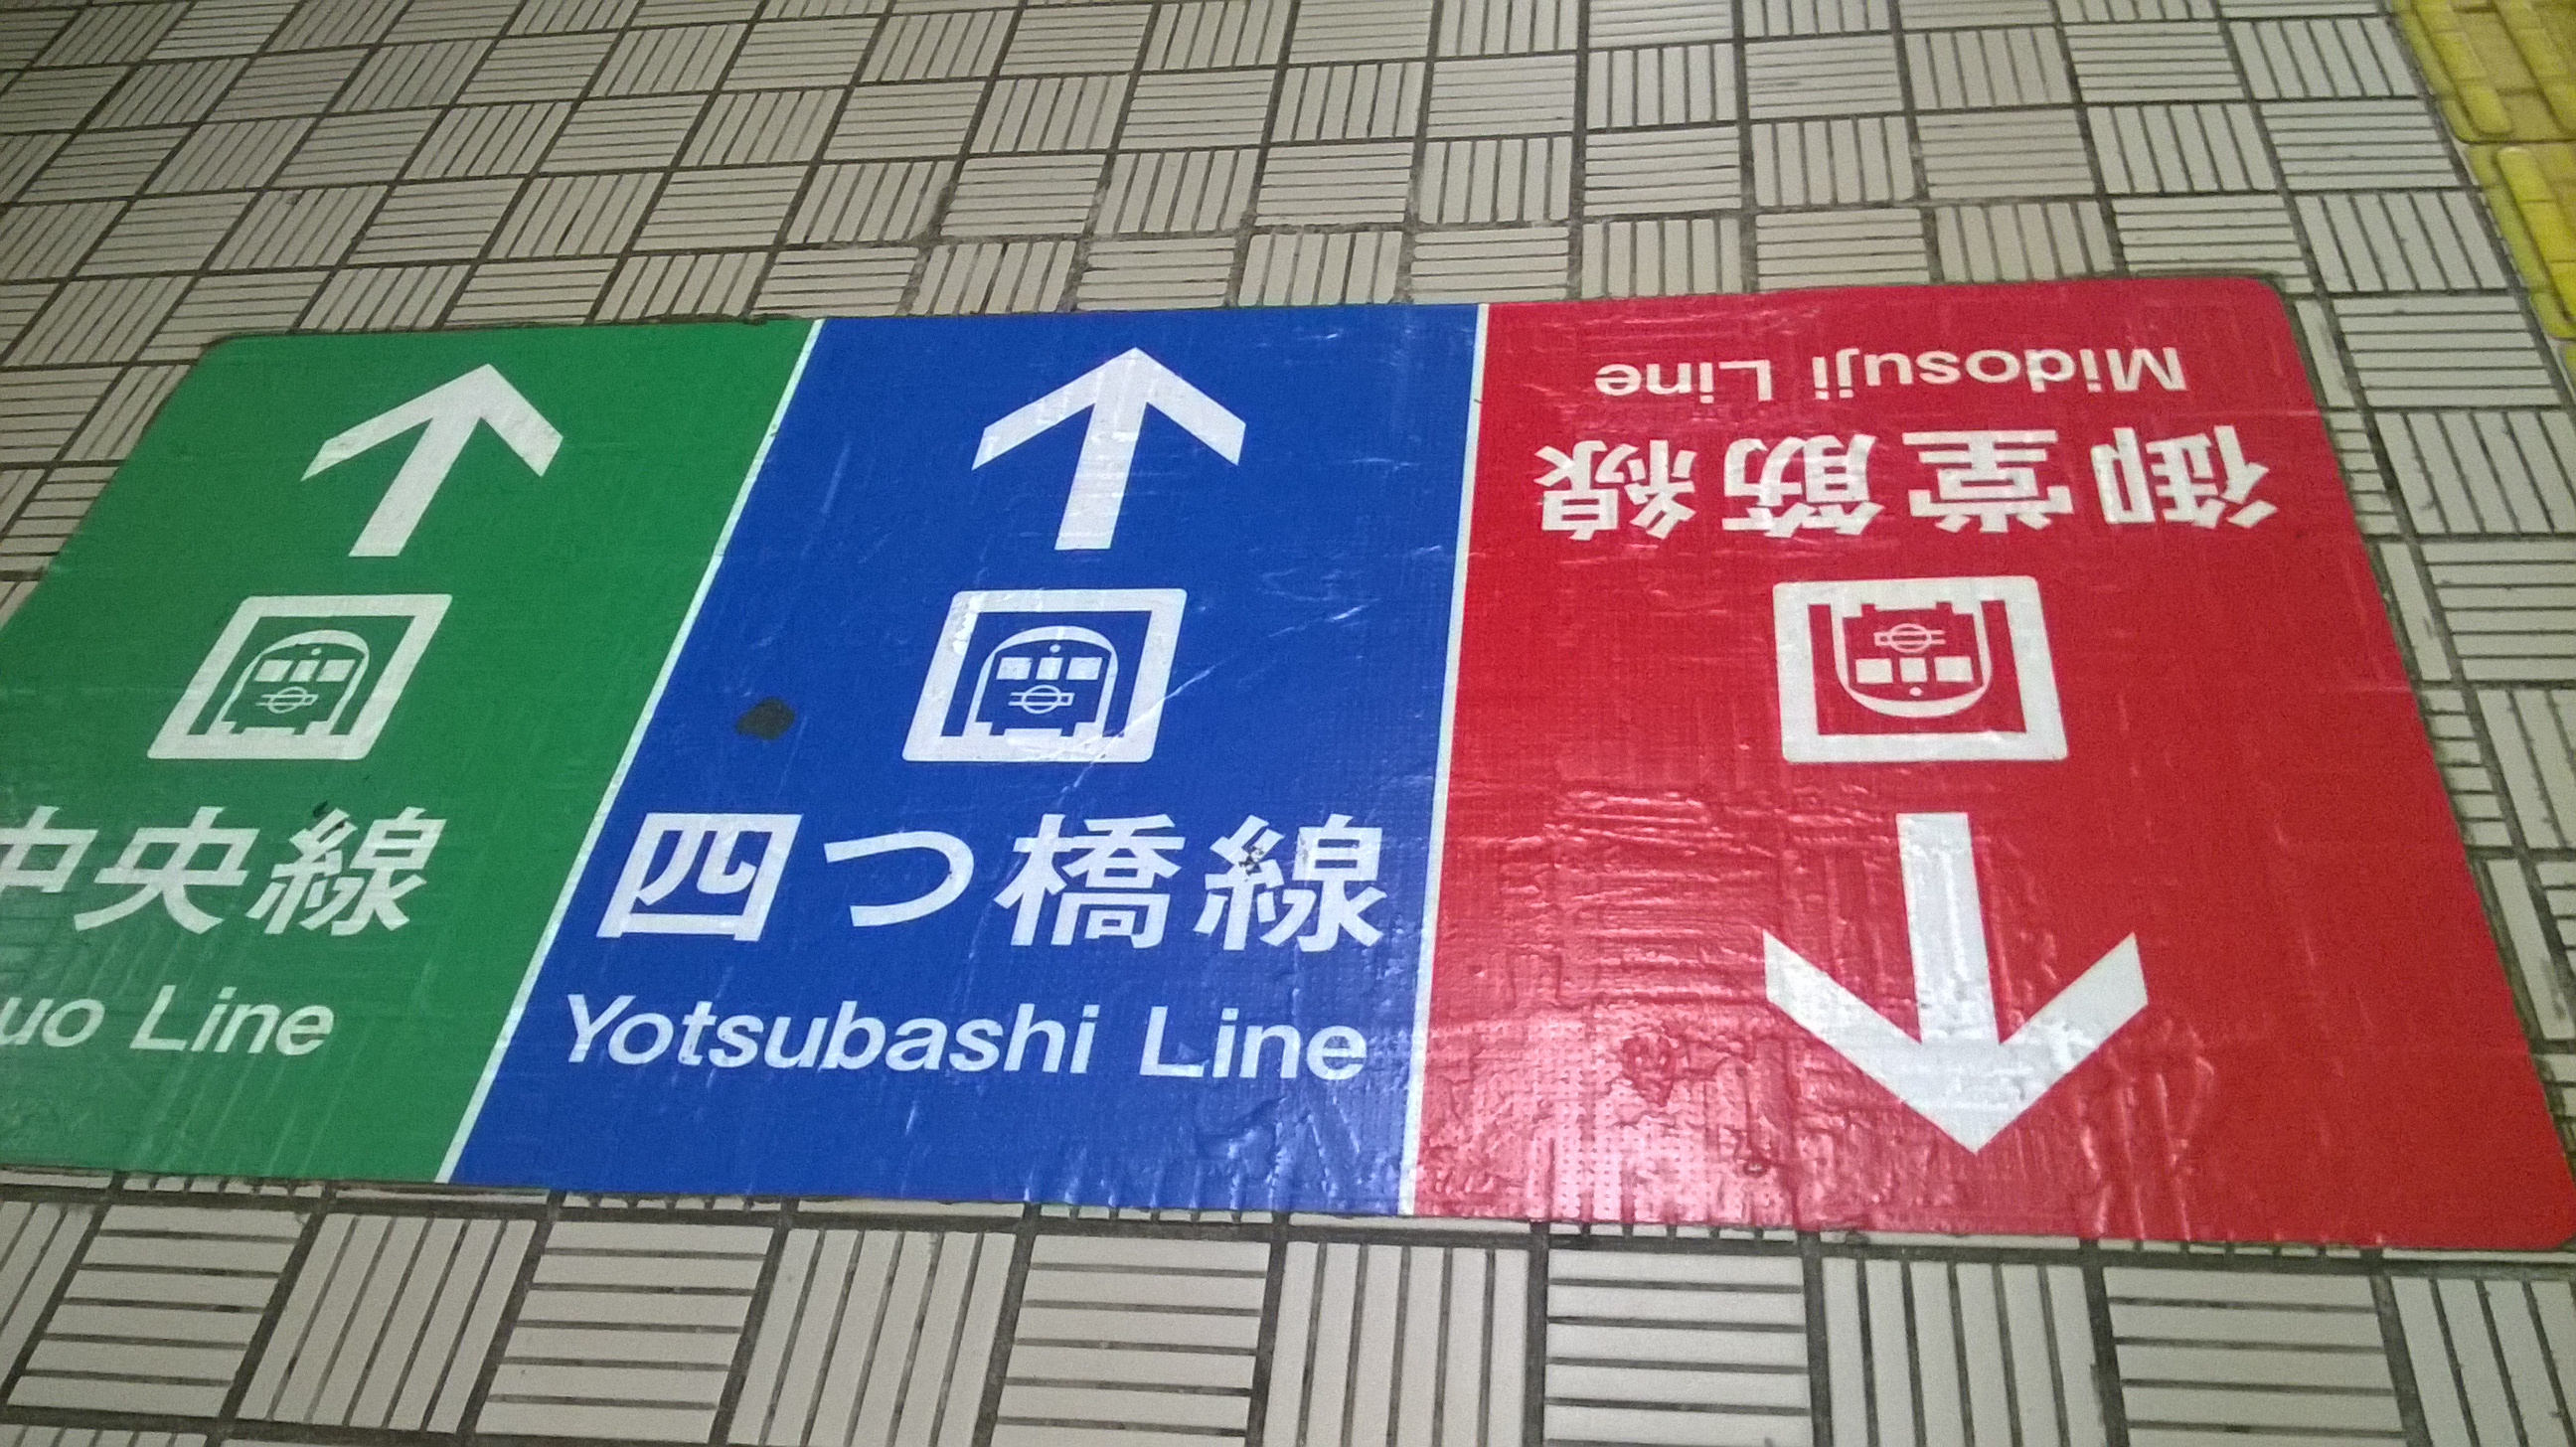 中央線
uo Line
四つ橋線
Yotsubashi Line
御堂筋線
Midosuji Line